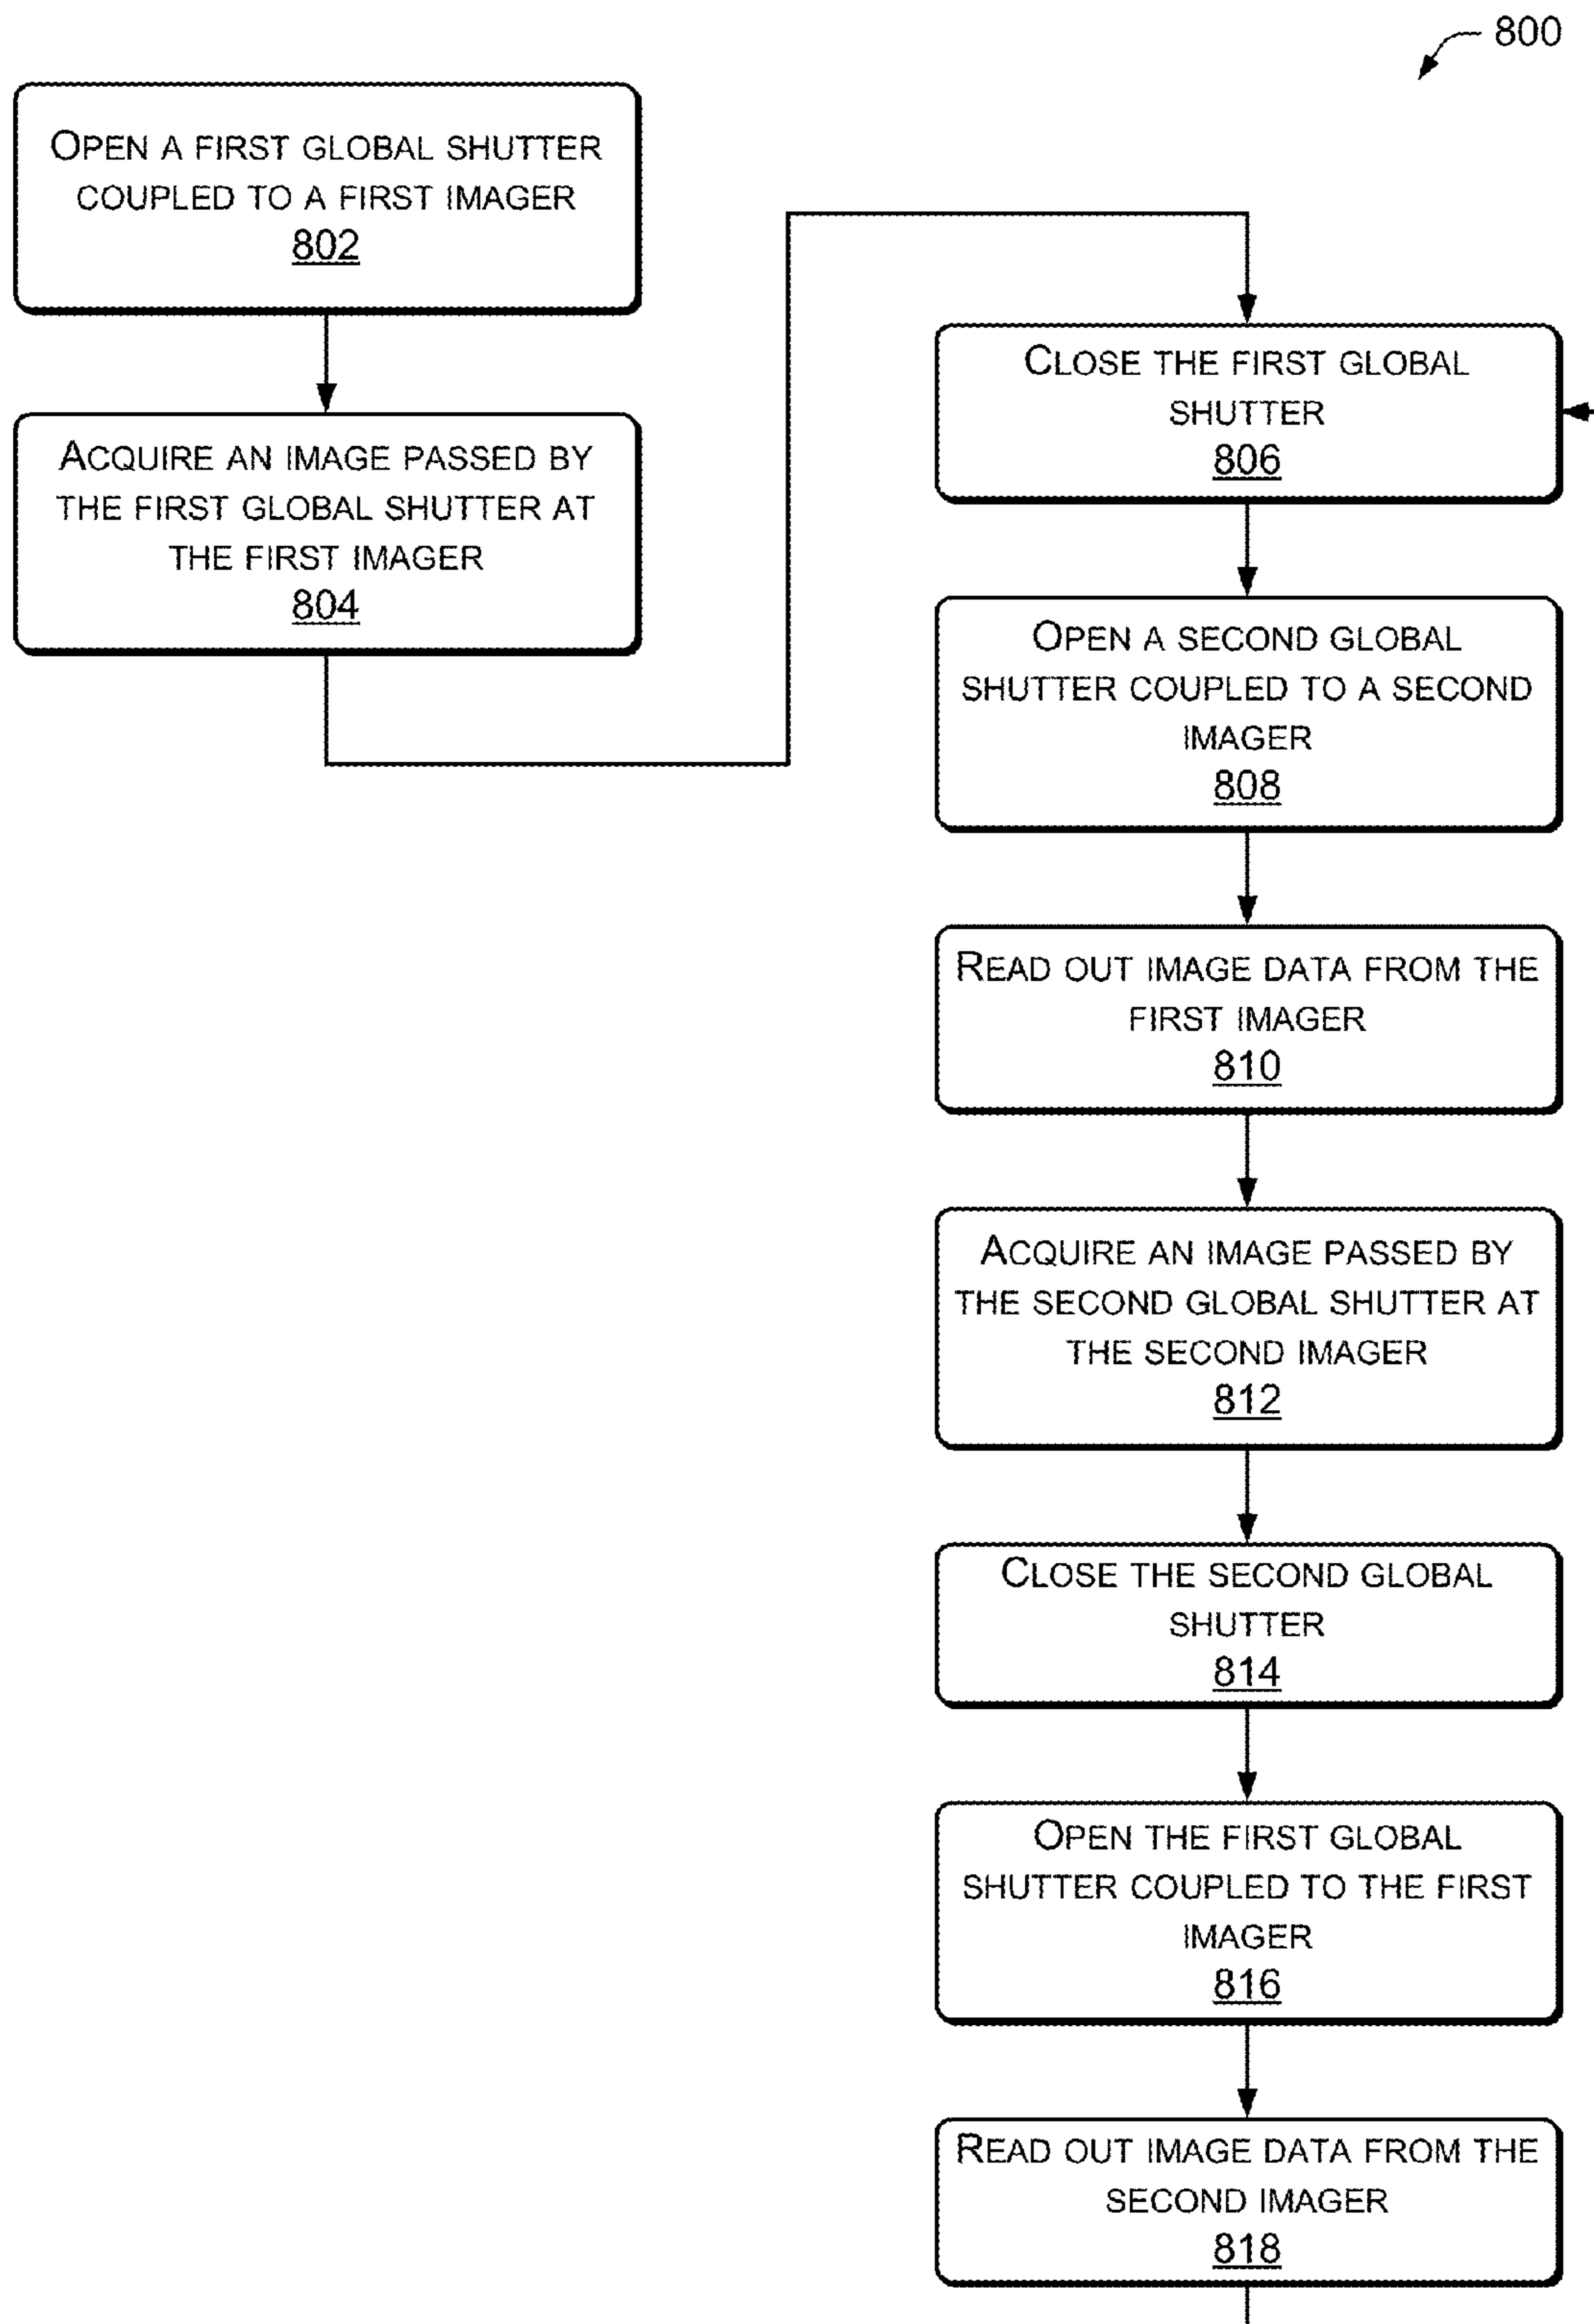 800
OPEN A FIRST GLOBAL SHUTTER
COUPLED TO A FIRST IMAGER
802
ACQUIRE AN IMAGE PASSED BY
THE FIRST GLOBAL SHUTTER AT
THE FIRST IMAGER
804
CLOSE THE FIRST GLOBAL
SHUTTER
806
OPEN A SECOND GLOBAL
SHUTTER COUPLED TO A SECOND
IMAGER
808
READ OUT IMAGE DATA FROM THE
FIRST IMAGER
810
ACQUIRE AN IMAGE PASSED BY
THE SECOND GLOBAL SHUTTER AT
THE SECOND IMAGER
812
CLOSE THE SECOND GLOBAL
SHUTTER
814
OPEN THE FIRST GLOBAL
SHUTTER COUPLED TO THE FIRST
IMAGER
816
READ OUT IMAGE DATA FROM THE
SECOND IMAGER
818